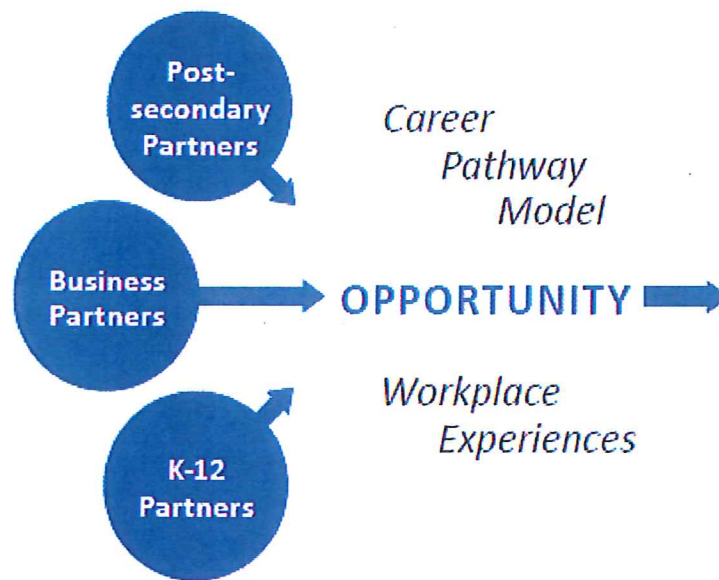 Post-
secondary
Partners
Career
Pathway
Model
Business
Partners
OPPORTUNITY
Workplace
Experiences
K-12
Partners